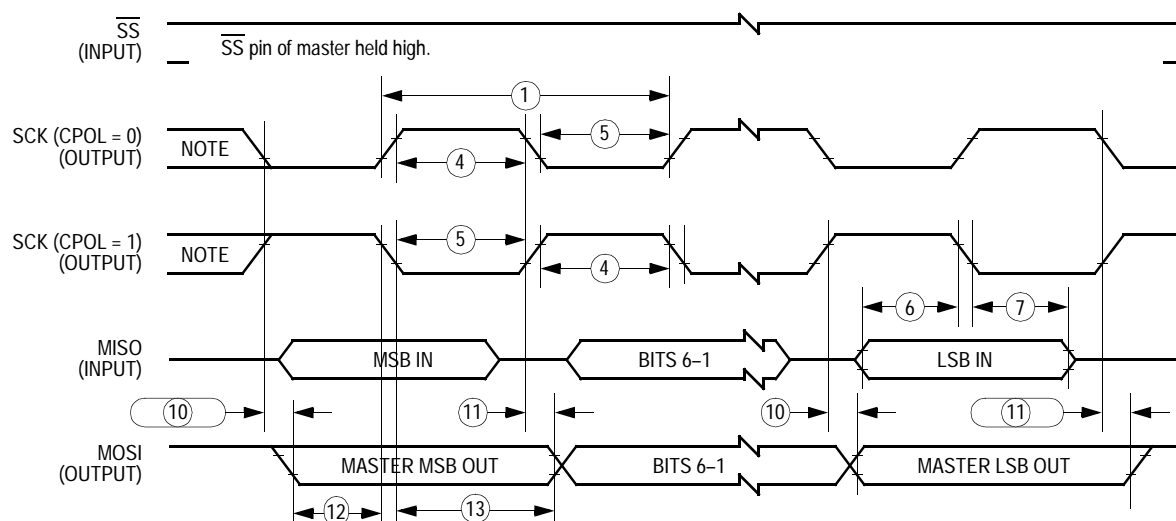 SS
(INPUT)
SS pin of master held high.
1
SCK (CPOL = 0)
(OUTPUT)
NOTE
5
4
SCK (CPOL = 1)
(OUTPUT)
NOTE
5
4
6
7
MISO
(INPUT)
MSB IN
BITS 6–1
LSB IN
10
11
10
11
MOSI
(OUTPUT)
MASTER MSB OUT
BITS 6–1
MASTER LSB OUT
12
13